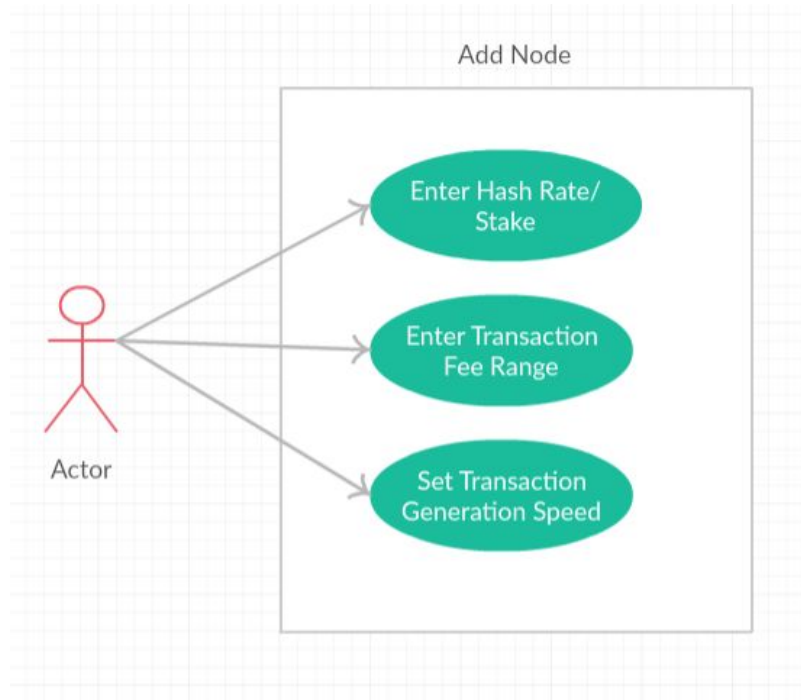 Add Node
Enter Hash Rate/
Stake
Enter Transaction
Fee Range
Set Transaction
Generation Speed
Actor